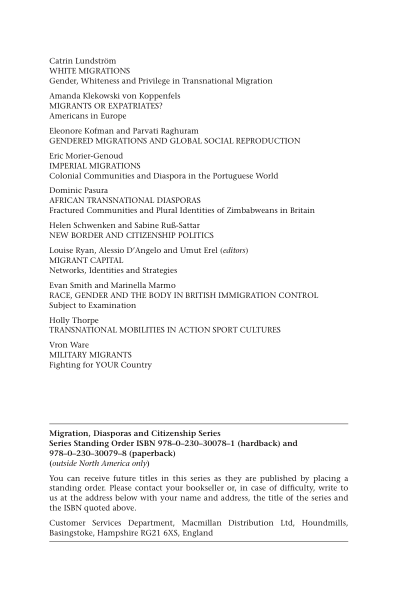 Catrin Lundström
WHITE MIGRATIONS
Gender, Whiteness and Privilege in Transnational Migration
Amanda Klekowski von Koppenfels
MIGRANTS OR EXPATRIATES?
Americans in Europe
Eleonore Kofman and Parvati Raghuram
GENDERED MIGRATIONS AND GLOBAL SOCIAL REPRODUCTION
Eric Morier-Genoud
IMPERIAL MIGRATIONS
Colonial Communities and Diaspora in the Portuguese World
Dominic Pasura
AFRICAN TRANSNATIONAL DIASPORAS
Fractured Communities and Plural Identities of Zimbabweans in Britain
Helen Schwenken and Sabine Ruß-Sattar
NEW BORDER AND CITIZENSHIP POLITICS
Louise Ryan, Alessio D’Angelo and Umut Erel (editors)
MIGRANT CAPITAL
Networks, Identities and Strategies
Evan Smith and Marinella Marmo
RACE, GENDER AND THE BODY IN BRITISH IMMIGRATION CONTROL
Subject to Examination
Holly Thorpe
TRANSNATIONAL MOBILITIES IN ACTION SPORT CULTURES
Vron Ware
MILITARY MIGRANTS
Fighting for YOUR Country
Migration, Diasporas and Citizenship Series
Series Standing Order ISBN 978–0–230–30078–1 (hardback) and
978–0–230–30079–8 (paperback)
(outside North America only)
You can receive future titles in this series as they are published by placing a
standing order. Please contact your bookseller or, in case of difficulty, write to
us at the address below with your name and address, the title of the series and
the ISBN quoted above.
Customer Services Department, Macmillan Distribution Ltd, Houndmills,
Basingstoke, Hampshire RG21 6XS, England